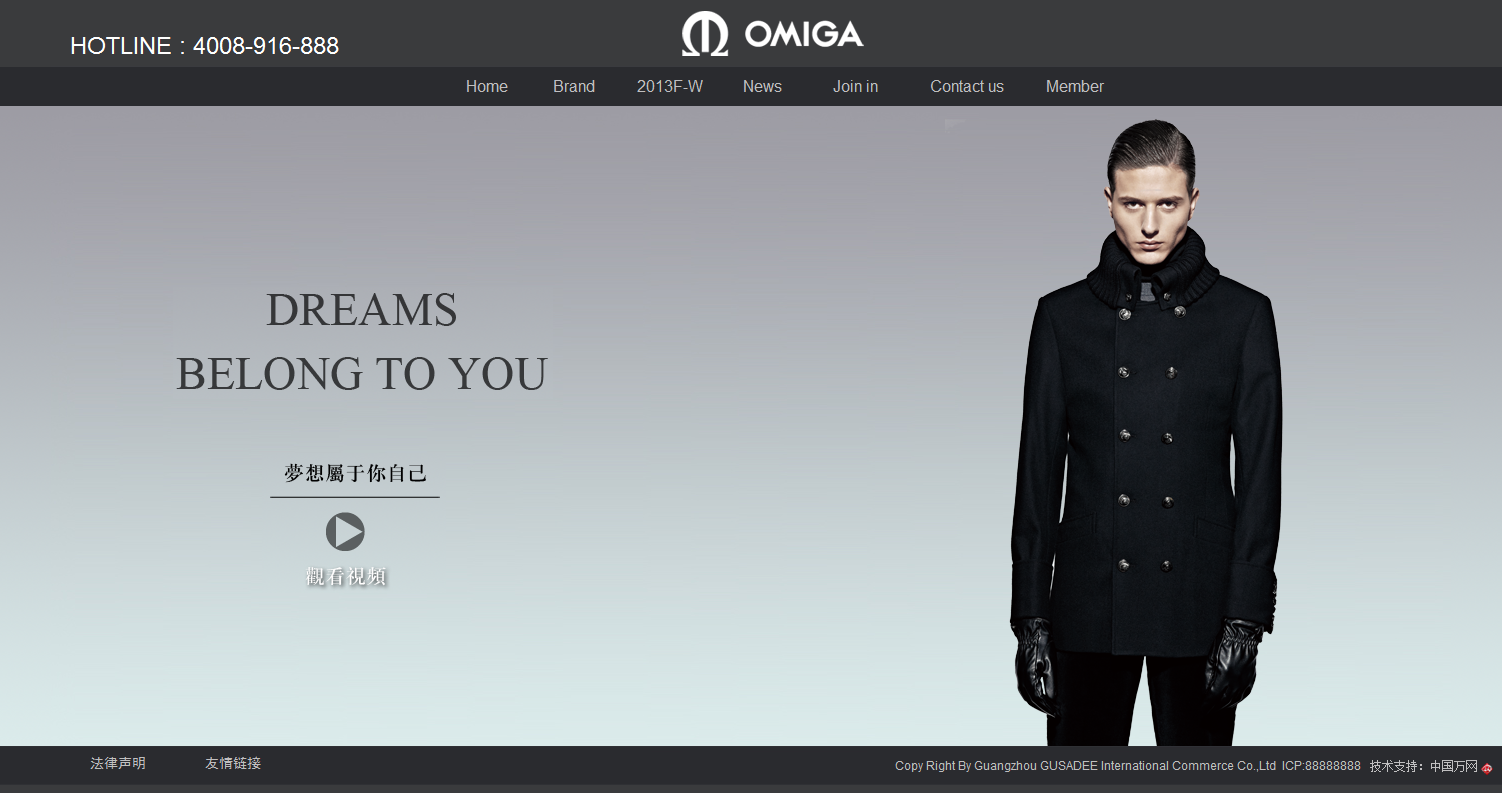 HOTLINE : 4008-916-888
OMIGA
Home Brand 2013F-W News Join in Contact us Member
DREAMS
BELONG TO YOU
夢想屬于你自己
觀看視頻
法律声明 友情链接 Copy Right By Guangzhou GUSADEE International Commerce Co.,Ltd ICP:88888888 技术支持：中国万网